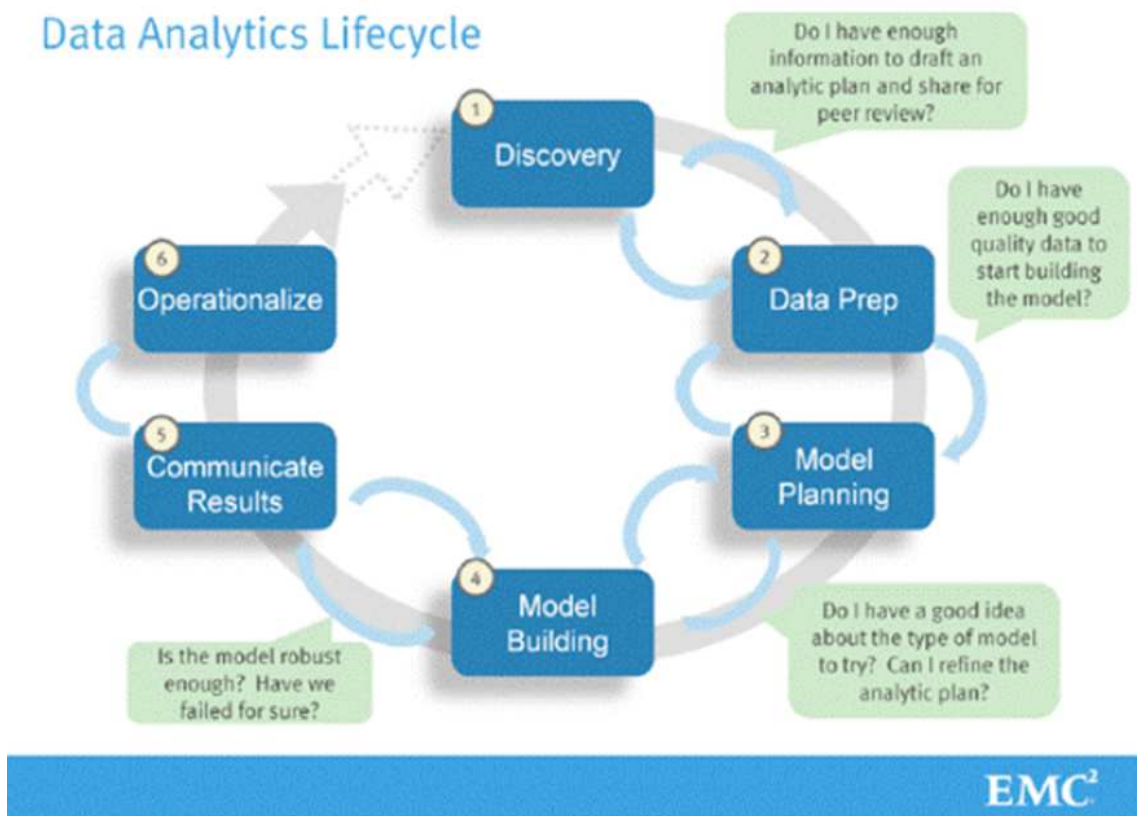 Data Analytics Lifecycle
Do I have enough
information to draft an
analytic plan and share for
peer review?
1
Discovery
Do I have
enough good
quality data to
start building
the model?
2
Data Prep
3
Model
Planning
Do I have a good idea
about the type of model
to try? Can I refine the
analytic plan?
4
Model
Building
Is the model robust
enough? Have we
failed for sure?
5
Communicate
Results
6
Operationalize
EMC²